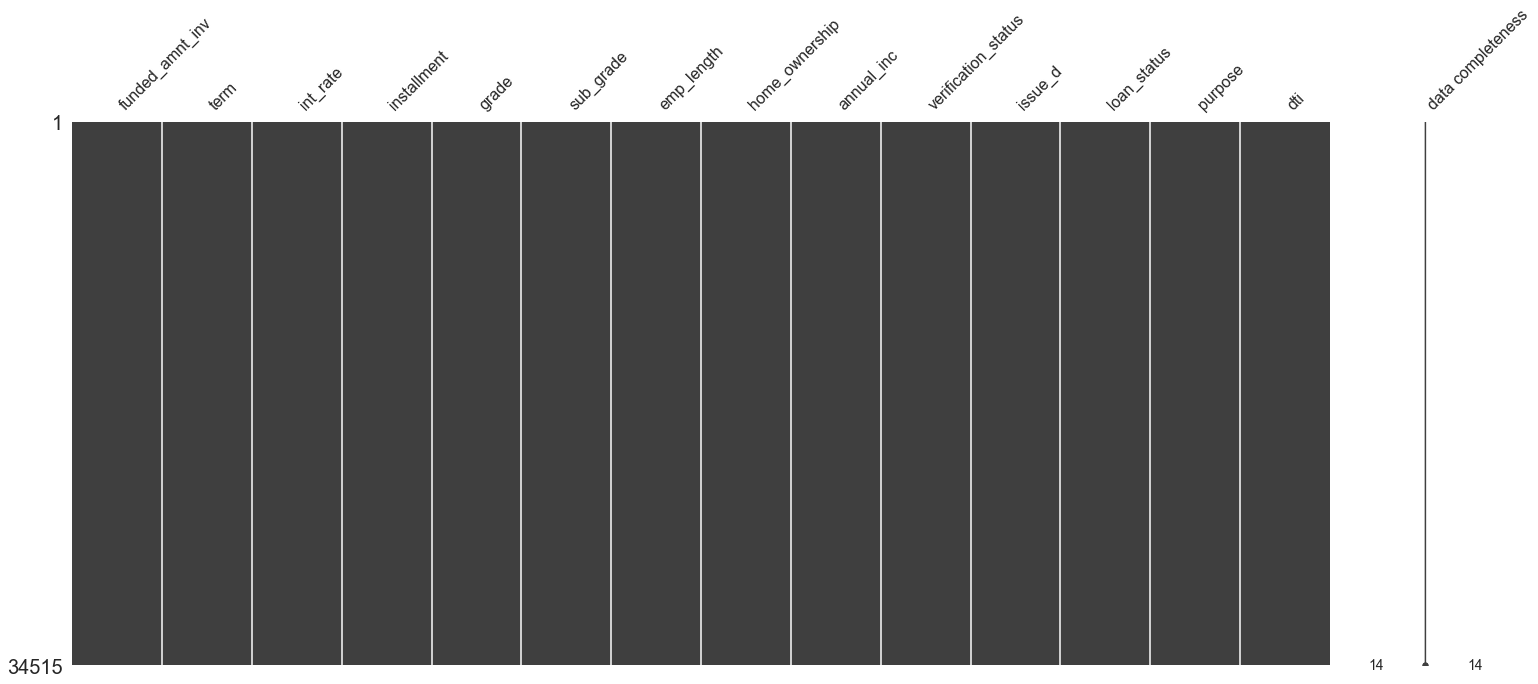 funded_amnt_inv
term
int_rate
installment
grade
sub_grade
emp_length
home_ownership
annual_inc
verification_status
issue_d
loan_status
purpose
dti
data completeness
1
34515
14
14